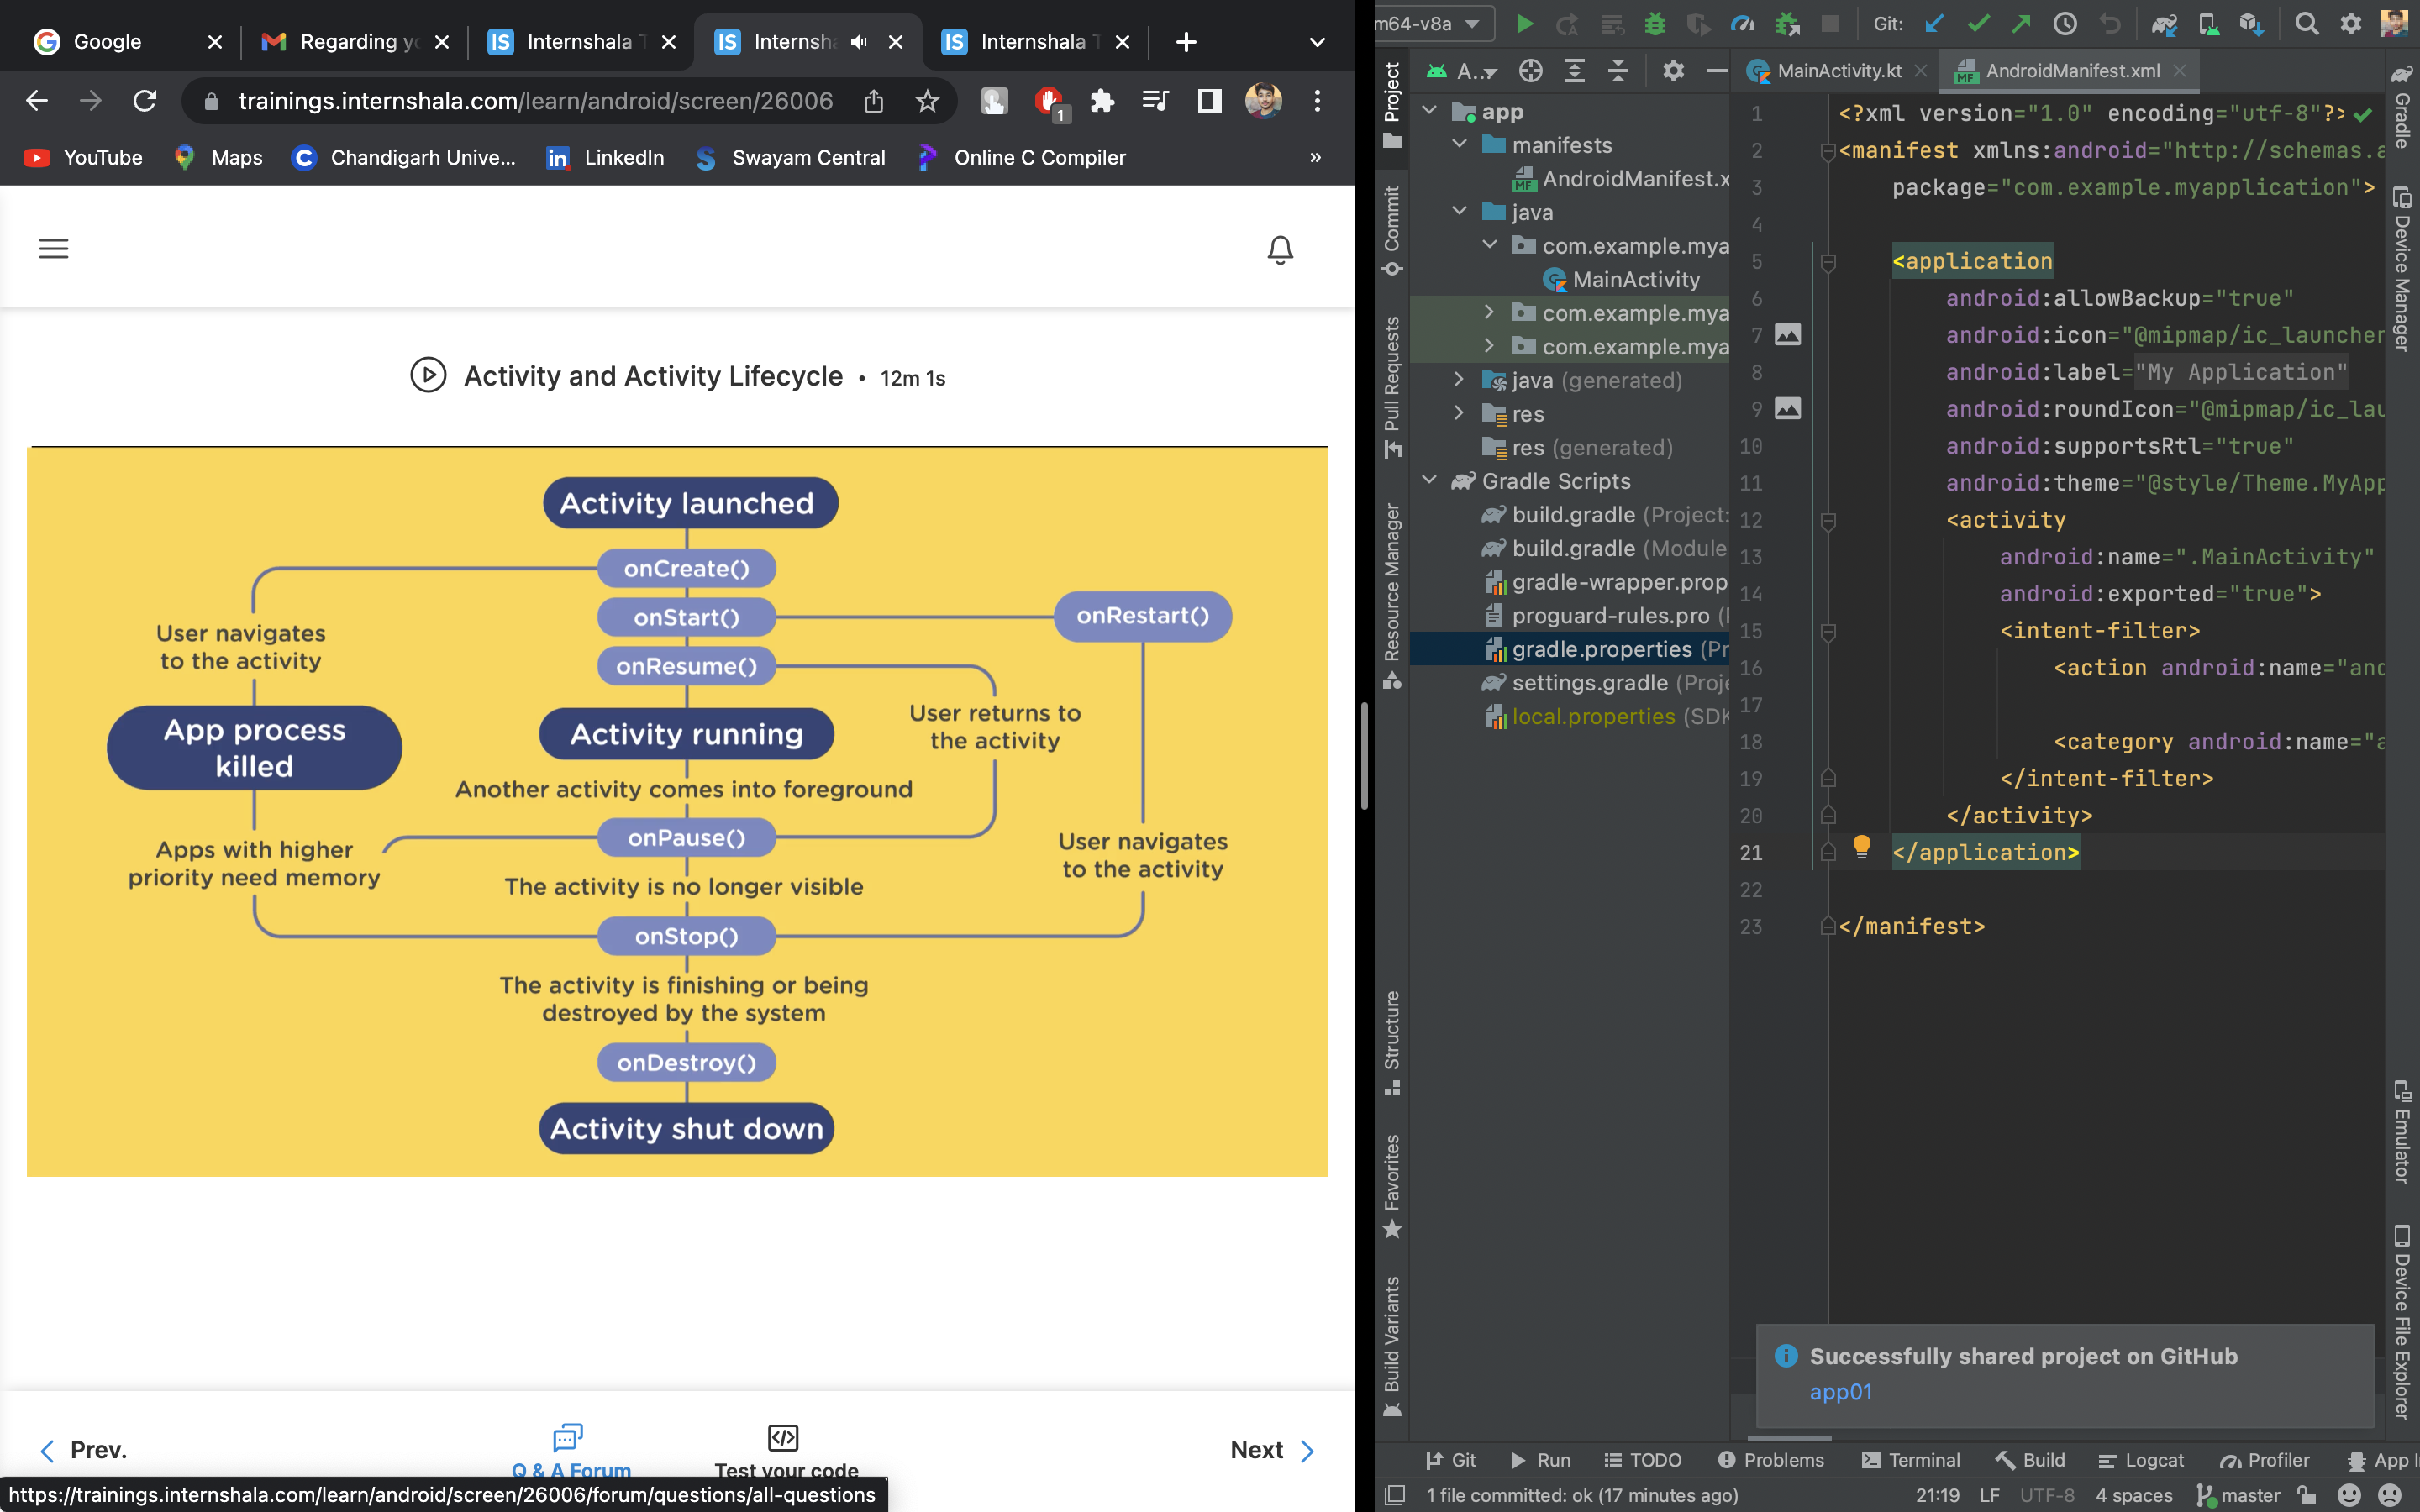 Google
Regarding yo
Internshala T
Internsha
Internshala T
trainings.internshala.com/learn/android/screen/26006
1
YouTube
Maps
Chandigarh Unive...
LinkedIn
Swayam Central
Online C Compiler
»
Activity and Activity Lifecycle • 12m 1s
Activity launched
onCreate()
onStart()
onRestart()
User navigates
to the activity
onResume()
App process
killed
Activity running
User returns to
the activity
Another activity comes into foreground
onPause()
Apps with higher
priority need memory
The activity is no longer visible
User navigates
to the activity
onStop()
The activity is finishing or being
destroyed by the system
onDestroy()
Activity shut down
Prev.
Q & A Forum
Test your code
Next
https://trainings.internshala.com/learn/android/screen/26006/forum/questions/all-questions
m64-v8a
Git:
Project
Commit
Pull Requests
Resource Manager
Structure
Favorites
Build Variants
A..
MainActivity.kt
AndroidManifest.xml
app
manifests
AndroidManifest.x
java
com.example.mya
MainActivity
com.example.mya
com.example.mya
java (generated)
res
res (generated)
Gradle Scripts
build.gradle (Project:
build.gradle (Module
gradle-wrapper.prop
proguard-rules.pro (
gradle.properties (Pr
settings.gradle (Proje
local.properties (SDK
1 <?xml version="1.0" encoding="utf-8"?>
2 <manifest xmlns:android="http://schemas.a
3 package="com.example.myapplication">
4
5 <application
6 android:allowBackup="true"
7 android:icon="@mipmap/ic_launcher
8 android:label="My Application"
9 android:roundIcon="@mipmap/ic_lau
10 android:supportsRtl="true"
11 android:theme="@style/Theme.MyApp
12 <activity
13 android:name=".MainActivity"
14 android:exported="true">
15 <intent-filter>
16 <action android:name="and
17
18 <category android:name="a
19 </intent-filter>
20 </activity>
21 </application>
22
23 </manifest>
Gradle
Device Manager
Emulator
Device File Explorer
Successfully shared project on GitHub
app01
Git
Run
TODO
Problems
Terminal
Build
Logcat
Profiler
App I
1 file committed: ok (17 minutes ago)
21:19
LF
UTF-8
4 spaces
master